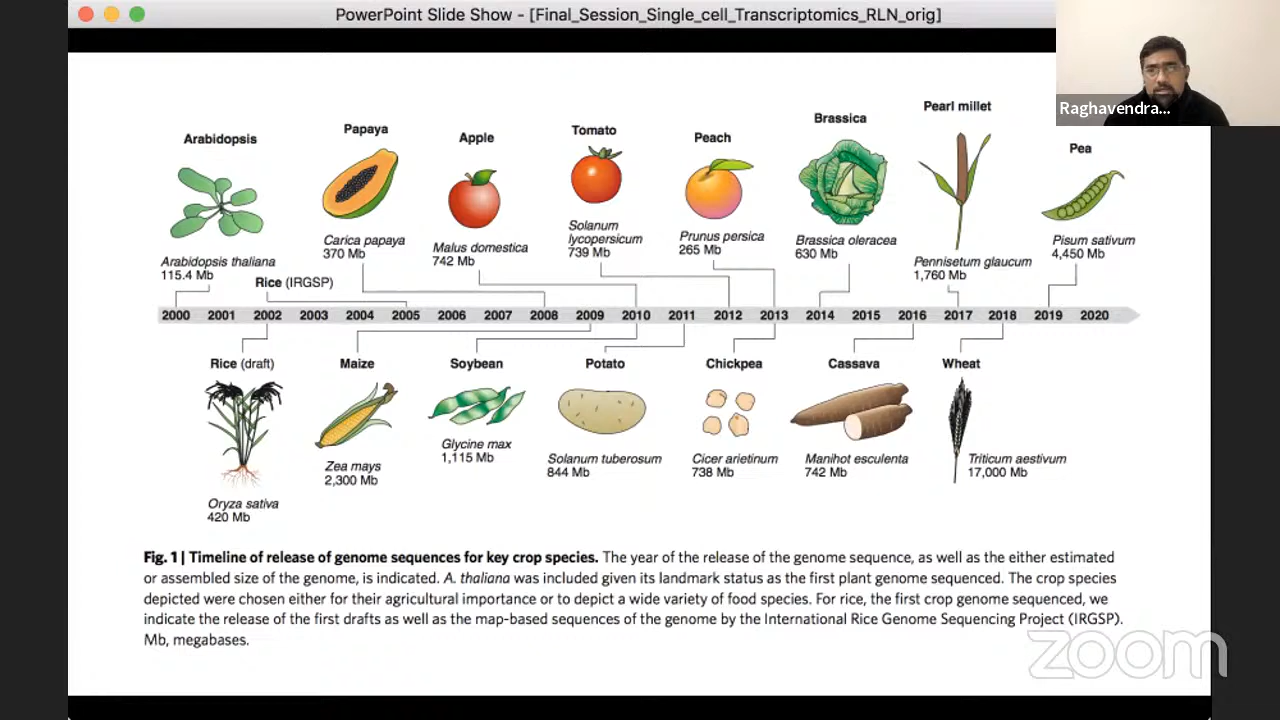 PowerPoint Slide Show - [Final_Session_Single_cell_Transcriptomics_RLN_orig]
Raghavendra...
Arabidopsis
Papaya
Apple
Tomato
Peach
Brassica
Pearl millet
Pea
Arabidopsis thaliana
115.4 Mb
Carica papaya
370 Mb
Malus domestica
742 Mb
Solanum
lycopersicum
739 Mb
Prunus persica
265 Mb
Brassica oleracea
630 Mb
Pennisetum glaucum
1,760 Mb
Pisum sativum
4,450 Mb
Rice (IRGSP)
2000 2001 2002 2003 2004 2005 2006 2007 2008 2009 2010 2011 2012 2013 2014 2015 2016 2017 2018 2019 2020
Rice (draft)
Maize
Soybean
Potato
Chickpea
Cassava
Wheat
Oryza sativa
420 Mb
Zea mays
2,300 Mb
Glycine max
1,115 Mb
Solanum tuberosum
844 Mb
Cicer arietinum
738 Mb
Manihot esculenta
742 Mb
Triticum aestivum
17,000 Mb
Fig. 1 | Timeline of release of genome sequences for key crop species. The year of the release of the genome sequence, as well as the either estimated
or assembled size of the genome, is indicated. A. thaliana was included given its landmark status as the first plant genome sequenced. The crop species
depicted were chosen either for their agricultural importance or to depict a wide variety of food species. For rice, the first crop genome sequenced, we
indicate the release of the first drafts as well as the map-based sequences of the genome by the International Rice Genome Sequencing Project (IRGSP).
Mb, megabases.
zoom